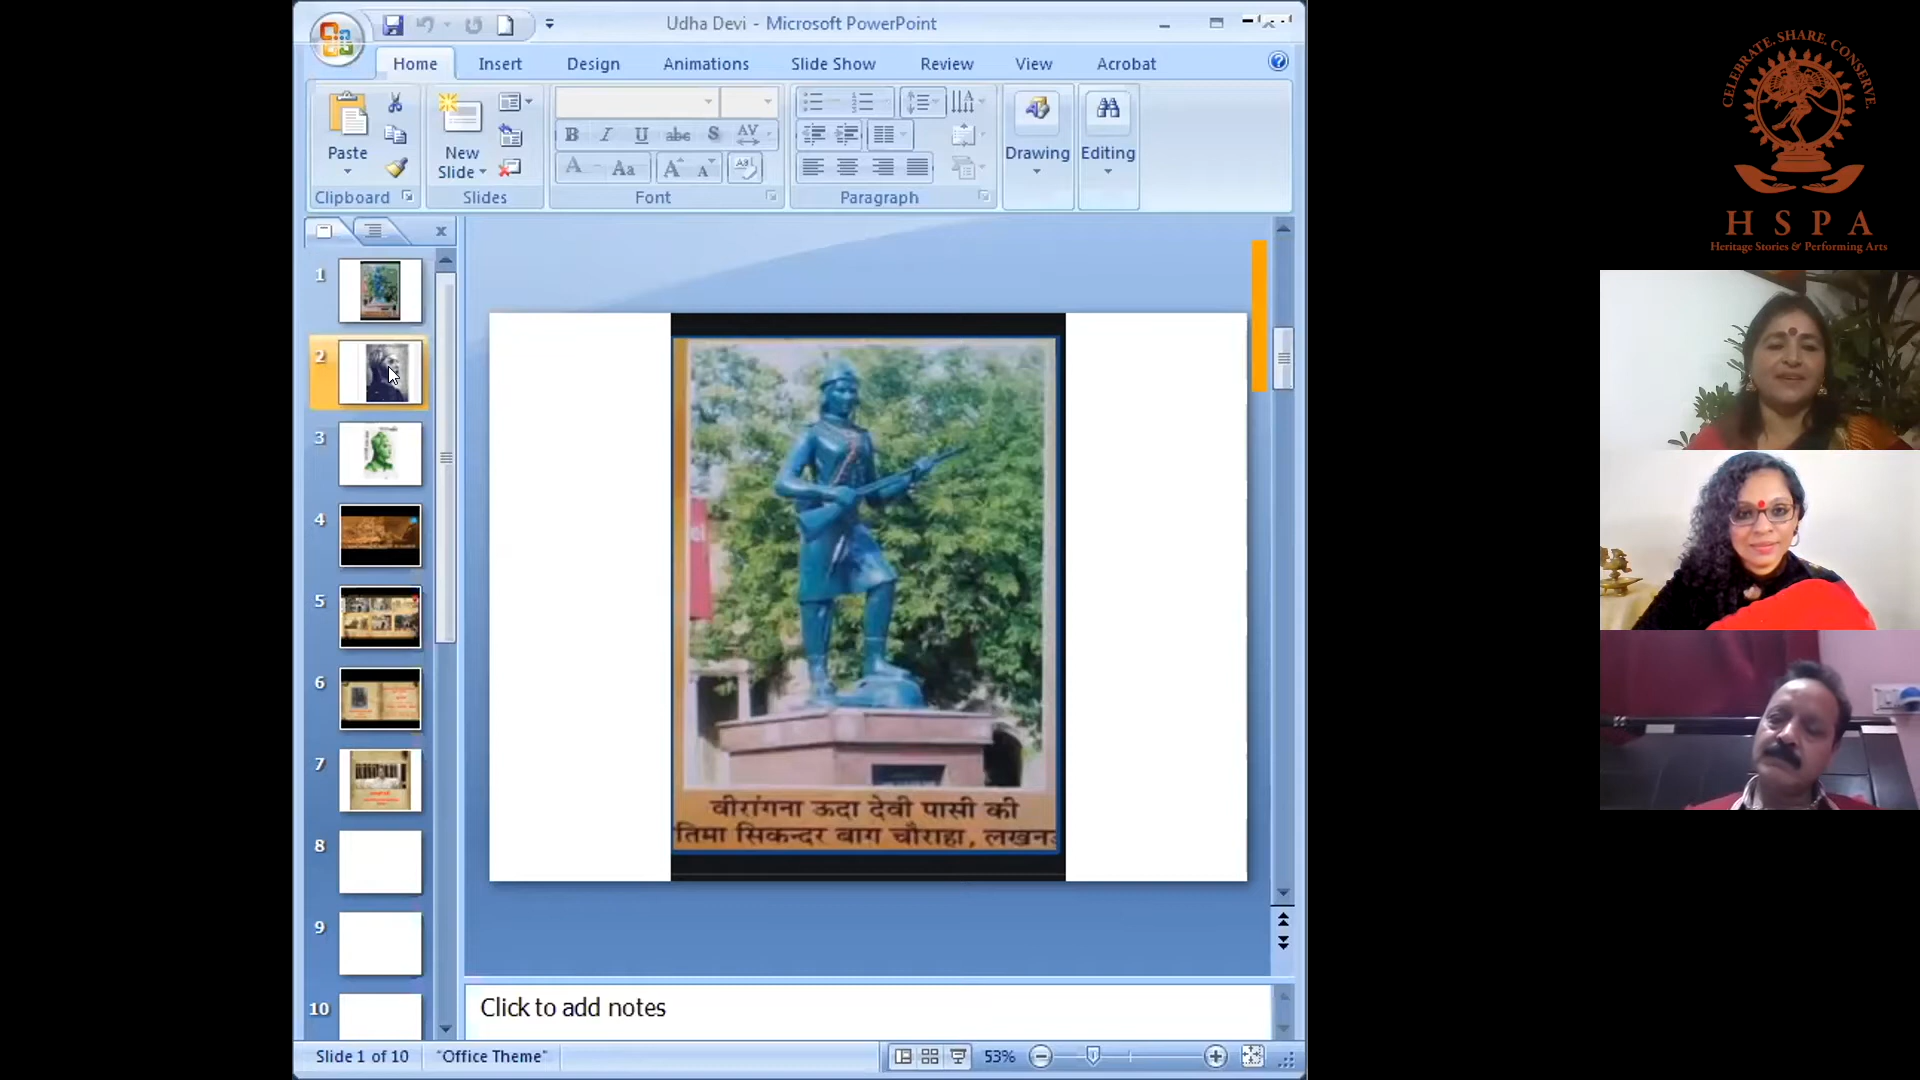 Udha Devi - Microsoft PowerPoint
Home Insert Design Animations Slide Show Review View Acrobat
Paste
New
Slide
Drawing
Editing
Clipboard
Slides
Font
Paragraph
1
2
3
4
5
6
7
8
9
10
वीरांगना ऊदा देवी पासी की
तिमा सिकन्दर बाग चौराहा, लखनऊ
Click to add notes
Slide 1 of 10
"Office Theme"
53%
CELEBRATE. SHARE. CONSERVE.
HSPA
Heritage Stories & Performing Arts